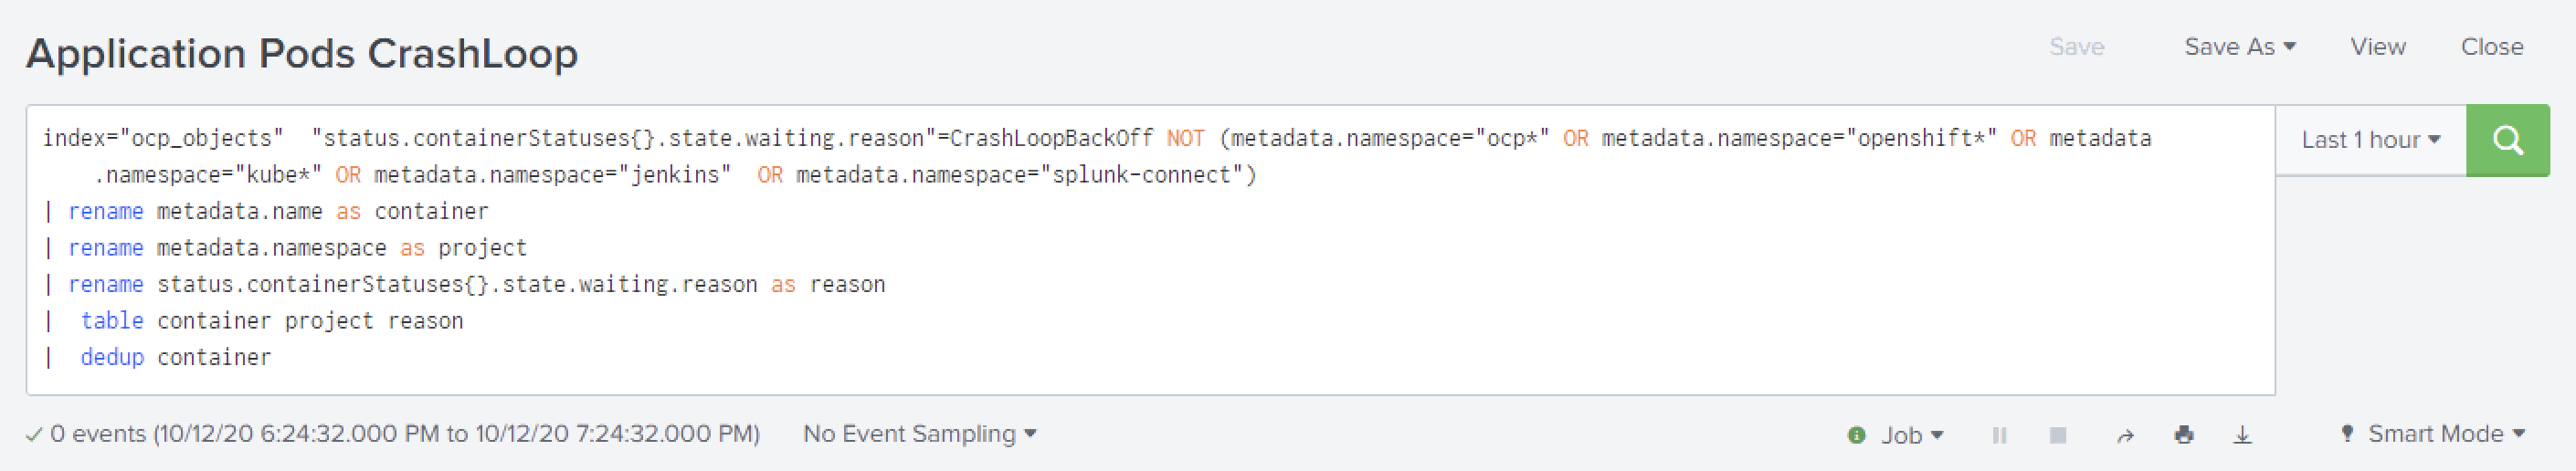 Application Pods CrashLoop
Save Save As View Close
index="ocp_objects"  "status.containerStatuses{}.state.waiting.reason"=CrashLoopBackOff NOT (metadata.namespace="ocp*" OR metadata.namespace="openshift*" OR metadata
.namespace="kube*" OR metadata.namespace="jenkins"  OR metadata.namespace="splunk-connect")
Last 1 hour
| rename metadata.name as container
| rename metadata.namespace as project
| rename status.containerStatuses{}.state.waiting.reason as reason
|  table container project reason
|  dedup container
0 events (10/12/20 6:24:32.000 PM to 10/12/20 7:24:32.000 PM) No Event Sampling Job Smart Mode